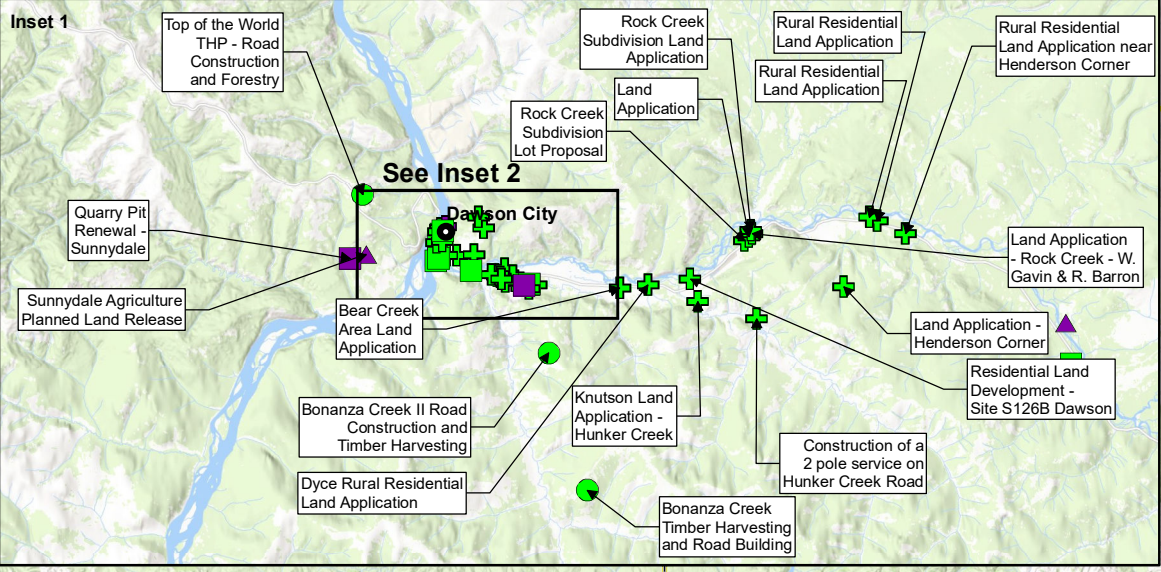 Inset 1
Top of the World
THP - Road
Construction
and Forestry
Rock Creek
Subdivision Land
Application
Rural Residential
Land Application
Rural Residential
Land Application near
Henderson Corner
Rural Residential
Land Application
Land
Application
Rock Creek
Subdivision
Lot Proposal
See Inset 2
Dawson City
Quarry Pit
Renewal -
Sunnydale
Land Application
- Rock Creek - W.
Gavin & R. Barron
Sunnydale Agriculture
Planned Land Release
Bear Creek
Area Land
Application
Land Application -
Henderson Corner
Residential Land
Development -
Site S126B Dawson
Bonanza Creek II Road
Construction and
Timber Harvesting
Knutson Land
Application -
Hunker Creek
Construction of a
2 pole service on
Hunker Creek Road
Dyce Rural Residential
Land Application
Bonanza Creek
Timber Harvesting
and Road Building